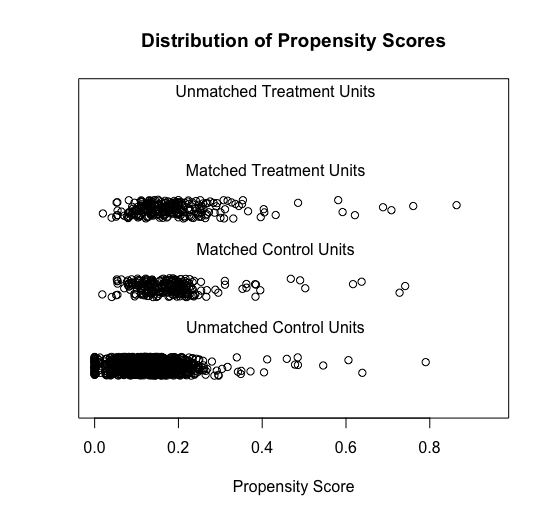 Distribution of Propensity Scores
Unmatched Treatment Units
Matched Treatment Units
Matched Control Units
Unmatched Control Units
0.0 0.2 0.4 0.6 0.8
Propensity Score